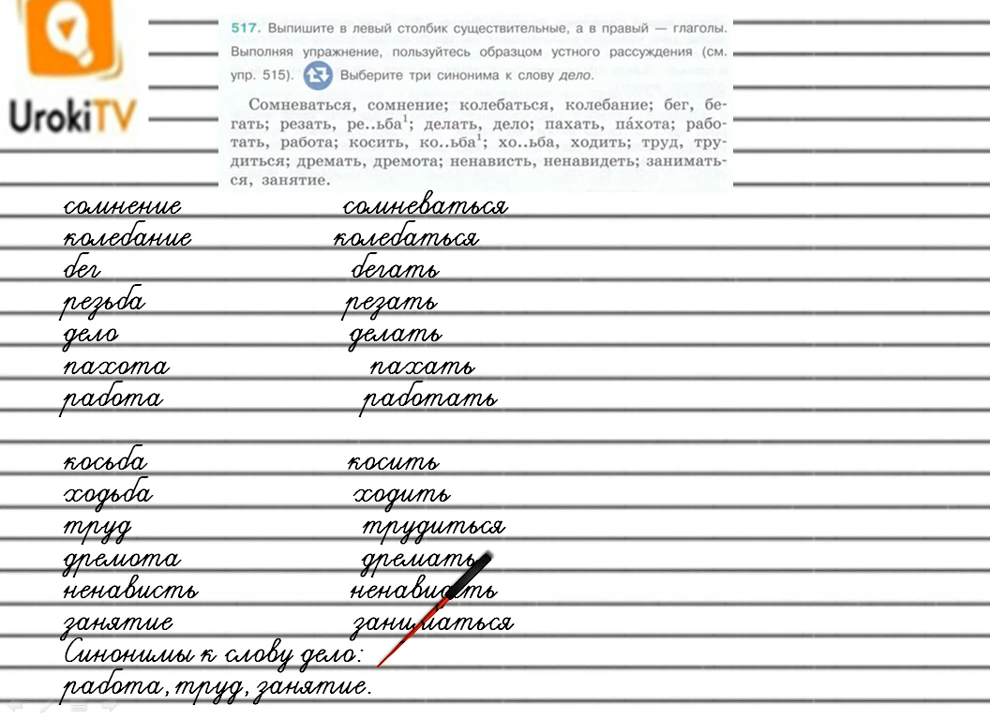 UrokiTV
517. Выпишите в левый столбик существительные, а в правый — глаголы.
Выполняя упражнение, пользуйтесь образцом устного рассуждения (см.
упр. 515). Выберите три синонима к слову дело.
Сомневаться, сомнение; колебаться, колебание; бег, бе-
гать; резать, ре..ьба¹; делать, дело; пахать, па́хота; рабо-
тать, работа; косить, ко..ьба¹; хо..ьба, ходить; труд, тру-
диться; дремать, дремота; ненависть, ненавидеть; занимать-
ся, занятие.
сомнение сомневаться
колебание колебаться
бег бегать
резьба резать
дело делать
пахота пахать
работа работать
косьба косить
ходьба ходить
труд трудиться
дремота дремать
ненависть
занятие заниматься
Синонимы к слову дело:
работа, труд, занятие.